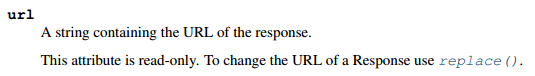 url
A string containing the URL of the response.
This attribute is read-only. To change the URL of a Response use replace().